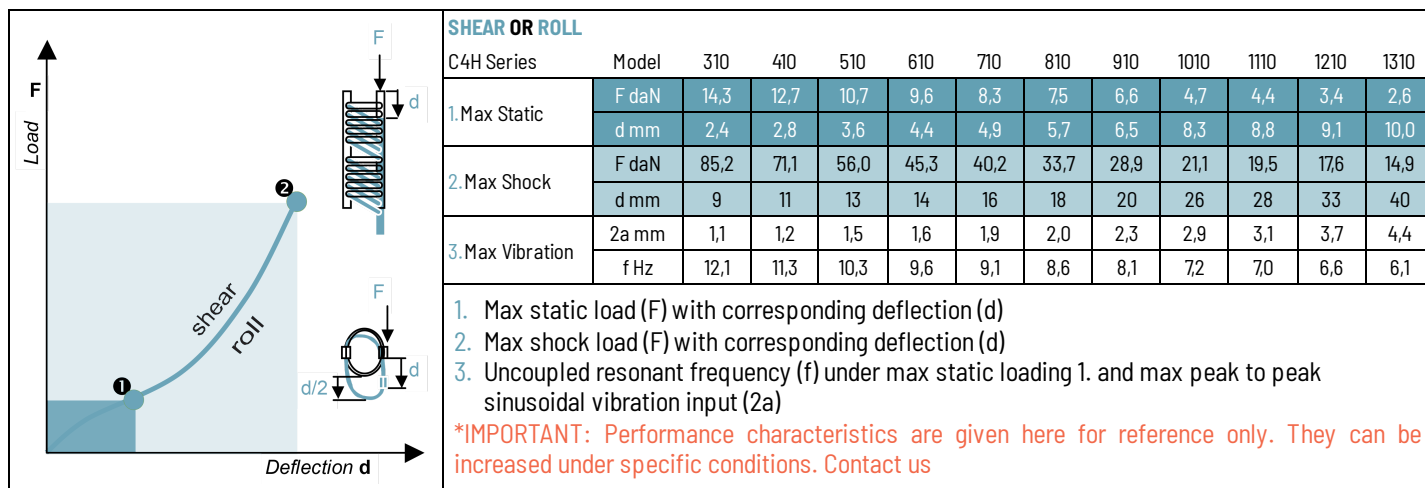 F
Load
❷
❶
shear
roll
Deflection d
F
d
F
d
d/2
SHEAR OR ROLL
C4H Series Model 310 410 510 610 710 810 910 1010 1110 1210 1310
1.Max Static
F daN 14,3 12,7 10,7 9,6 8,3 7,5 6,6 4,7 4,4 3,4 2,6
d mm 2,4 2,8 3,6 4,4 4,9 5,7 6,5 8,3 8,8 9,1 10,0
2.Max Shock
F daN 85,2 71,1 56,0 45,3 40,2 33,7 28,9 21,1 19,5 17,6 14,9
d mm 9 11 13 14 16 18 20 26 28 33 40
3.Max Vibration
2a mm 1,1 1,2 1,5 1,6 1,9 2,0 2,3 2,9 3,1 3,7 4,4
f Hz 12,1 11,3 10,3 9,6 9,1 8,6 8,1 7,2 7,0 6,6 6,1
1. Max static load (F) with corresponding deflection (d)
2. Max shock load (F) with corresponding deflection (d)
3. Uncoupled resonant frequency (f) under max static loading 1. and max peak to peak
sinusoidal vibration input (2a)
*IMPORTANT: Performance characteristics are given here for reference only. They can be
increased under specific conditions. Contact us